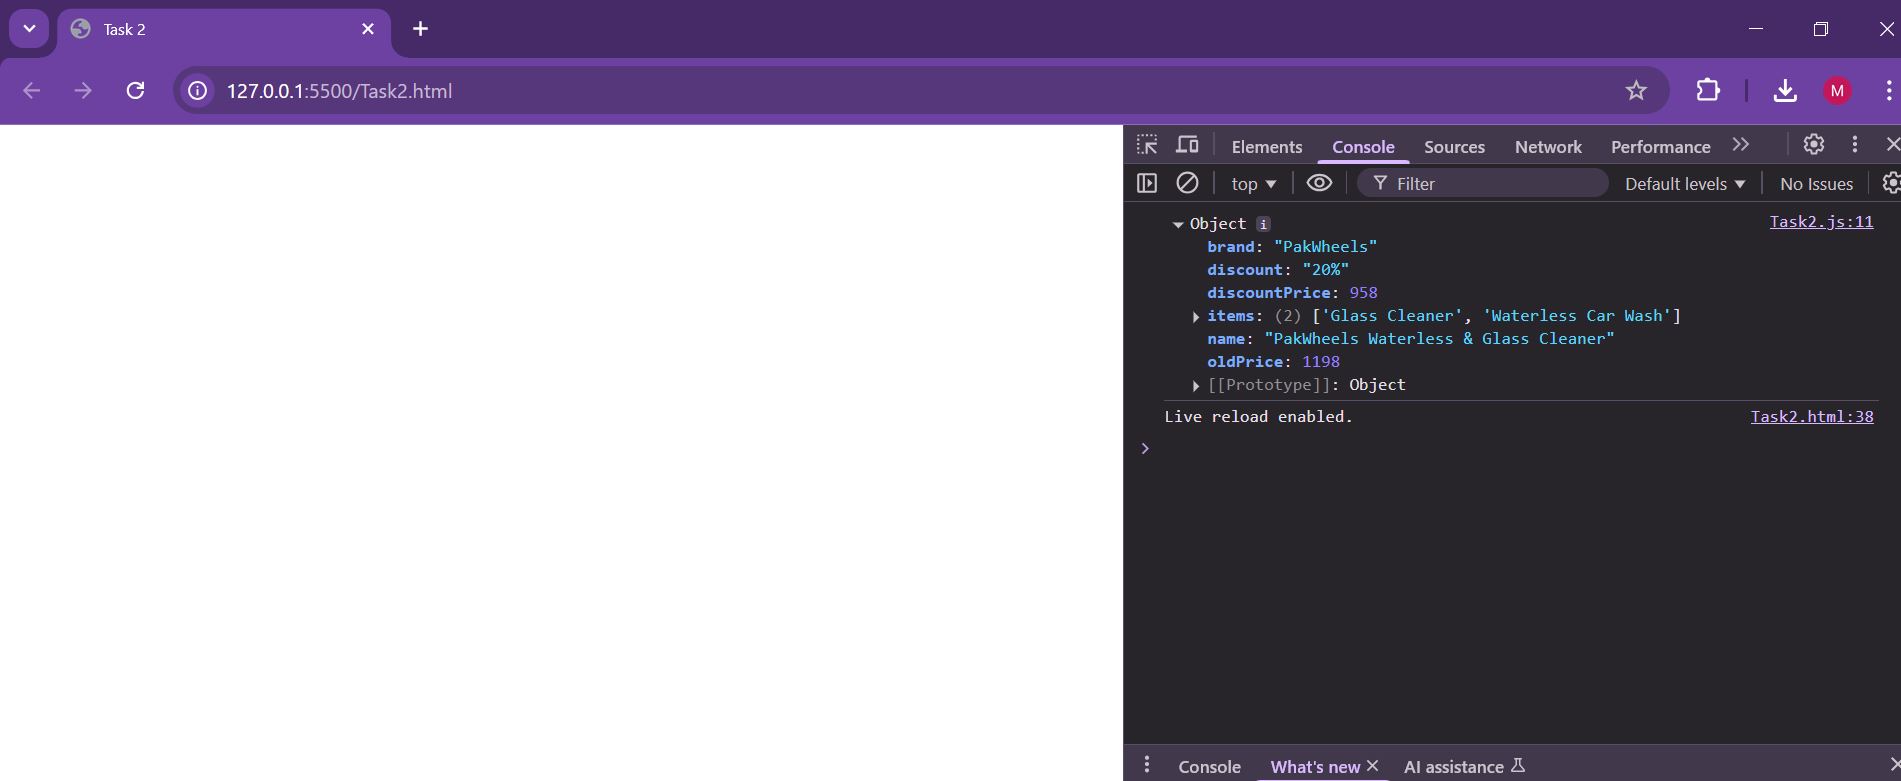 Task 2
127.0.0.1:5500/Task2.html
M
Elements Console Sources Network Performance
top Filter Default levels No Issues
Object i Task2.js:11
brand: "PakWheels"
discount: "20%"
discountPrice: 958
items: (2) ['Glass Cleaner', 'Waterless Car Wash']
name: "PakWheels Waterless & Glass Cleaner"
oldPrice: 1198
[[Prototype]]: Object
Live reload enabled. Task2.html:38
Console What's new AI assistance